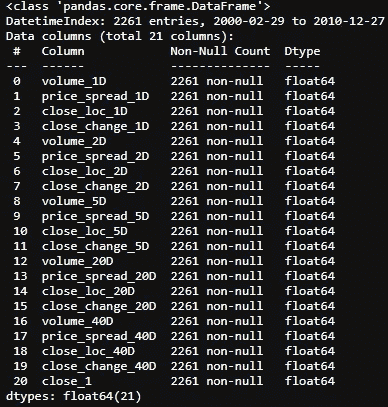 <class 'pandas.core.frame.DataFrame'>
DatetimeIndex: 2261 entries, 2000-02-29 to 2010-12-27
Data columns (total 21 columns):
 #   Column            Non-Null Count  Dtype
---  ------            --------------  -----
 0   volume_1D         2261 non-null   float64
 1   price_spread_1D   2261 non-null   float64
 2   close_loc_1D      2261 non-null   float64
 3   close_change_1D   2261 non-null   float64
 4   volume_2D         2261 non-null   float64
 5   price_spread_2D   2261 non-null   float64
 6   close_loc_2D      2261 non-null   float64
 7   close_change_2D   2261 non-null   float64
 8   volume_5D         2261 non-null   float64
 9   price_spread_5D   2261 non-null   float64
 10  close_loc_5D      2261 non-null   float64
 11  close_change_5D   2261 non-null   float64
 12  volume_20D        2261 non-null   float64
 13  price_spread_20D  2261 non-null   float64
 14  close_loc_20D     2261 non-null   float64
 15  close_change_20D  2261 non-null   float64
 16  volume_40D        2261 non-null   float64
 17  price_spread_40D  2261 non-null   float64
 18  close_loc_40D     2261 non-null   float64
 19  close_change_40D  2261 non-null   float64
 20  close_1           2261 non-null   float64
dtypes: float64(21)